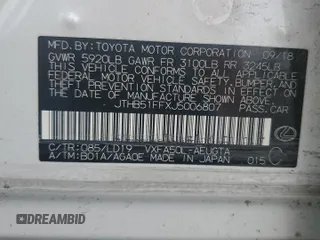 MFD. BY: TOYOTA MOTOR CORPORATION 09/18
GVWR 5920LB GAWR FR 3100LB RR 3245LB
THIS VEHICLE CONFORMS TO ALL APPLICABLE
FEDERAL MOTOR VEHICLE SAFETY, BUMPER, AND
THEFT PREVENTION STANDARDS IN EFFECT ON THE DATE OF
MANUFACTURE SHOWN ABOVE.
JTHB51FFXJ5006807 PASS.CAR
C/TR: 085/LD19 VXFA50L-AEUGTA
A/TM: B01A/AGA0E MADE IN JAPAN 015 C
DREAMBID